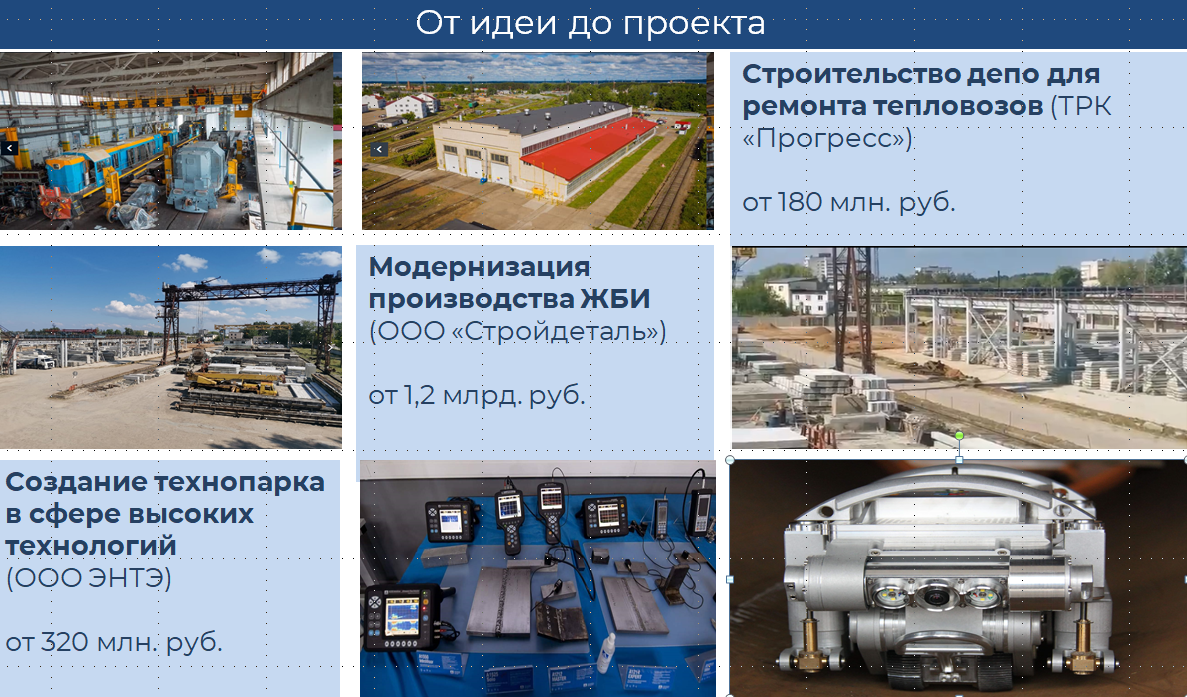 От идеи до проекта
Строительство депо для
ремонта тепловозов (ТРК
«Прогресс»)
от 180 млн. руб.
Модернизация
производства ЖБИ
(ООО «Стройдеталь»)
от 1,2 млрд. руб.
Создание технопарка
в сфере высоких
технологий
(ООО ЭНТЭ)
от 320 млн. руб.